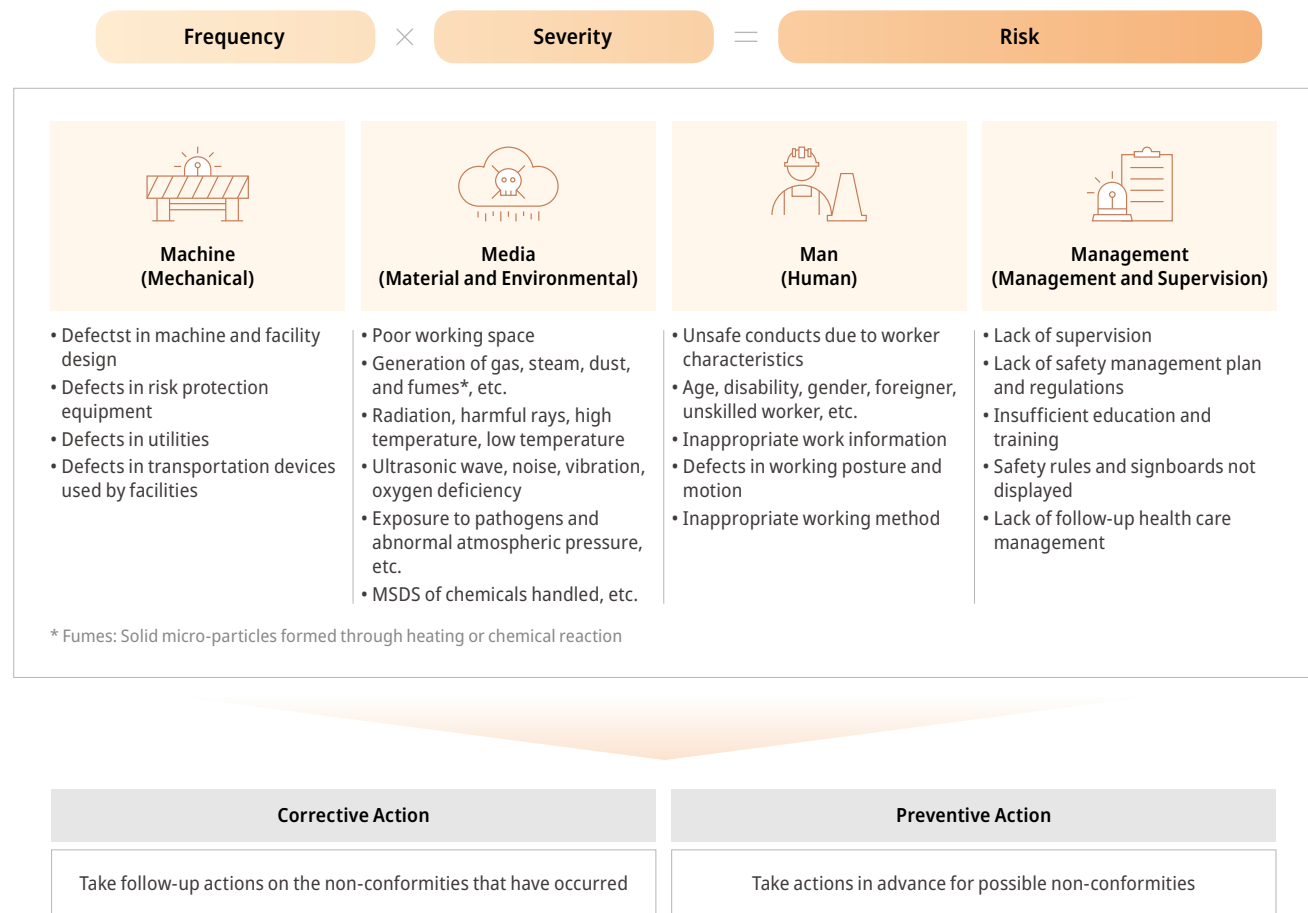 Frequency × Severity = Risk
Machine
(Mechanical)
• Defectst in machine and facility
design
• Defects in risk protection
equipment
• Defects in utilities
• Defects in transportation devices
used by facilities
Media
(Material and Environmental)
• Poor working space
• Generation of gas, steam, dust,
and fumes*, etc.
• Radiation, harmful rays, high
temperature, low temperature
• Ultrasonic wave, noise, vibration,
oxygen deficiency
• Exposure to pathogens and
abnormal atmospheric pressure,
etc.
• MSDS of chemicals handled, etc.
Man
(Human)
• Unsafe conducts due to worker
characteristics
• Age, disability, gender, foreigner,
unskilled worker, etc.
• Inappropriate work information
• Defects in working posture and
motion
• Inappropriate working method
Management
(Management and Supervision)
• Lack of supervision
• Lack of safety management plan
and regulations
• Insufficient education and
training
• Safety rules and signboards not
displayed
• Lack of follow-up health care
management
* Fumes: Solid micro-particles formed through heating or chemical reaction
Corrective Action
Take follow-up actions on the non-conformities that have occurred
Preventive Action
Take actions in advance for possible non-conformities